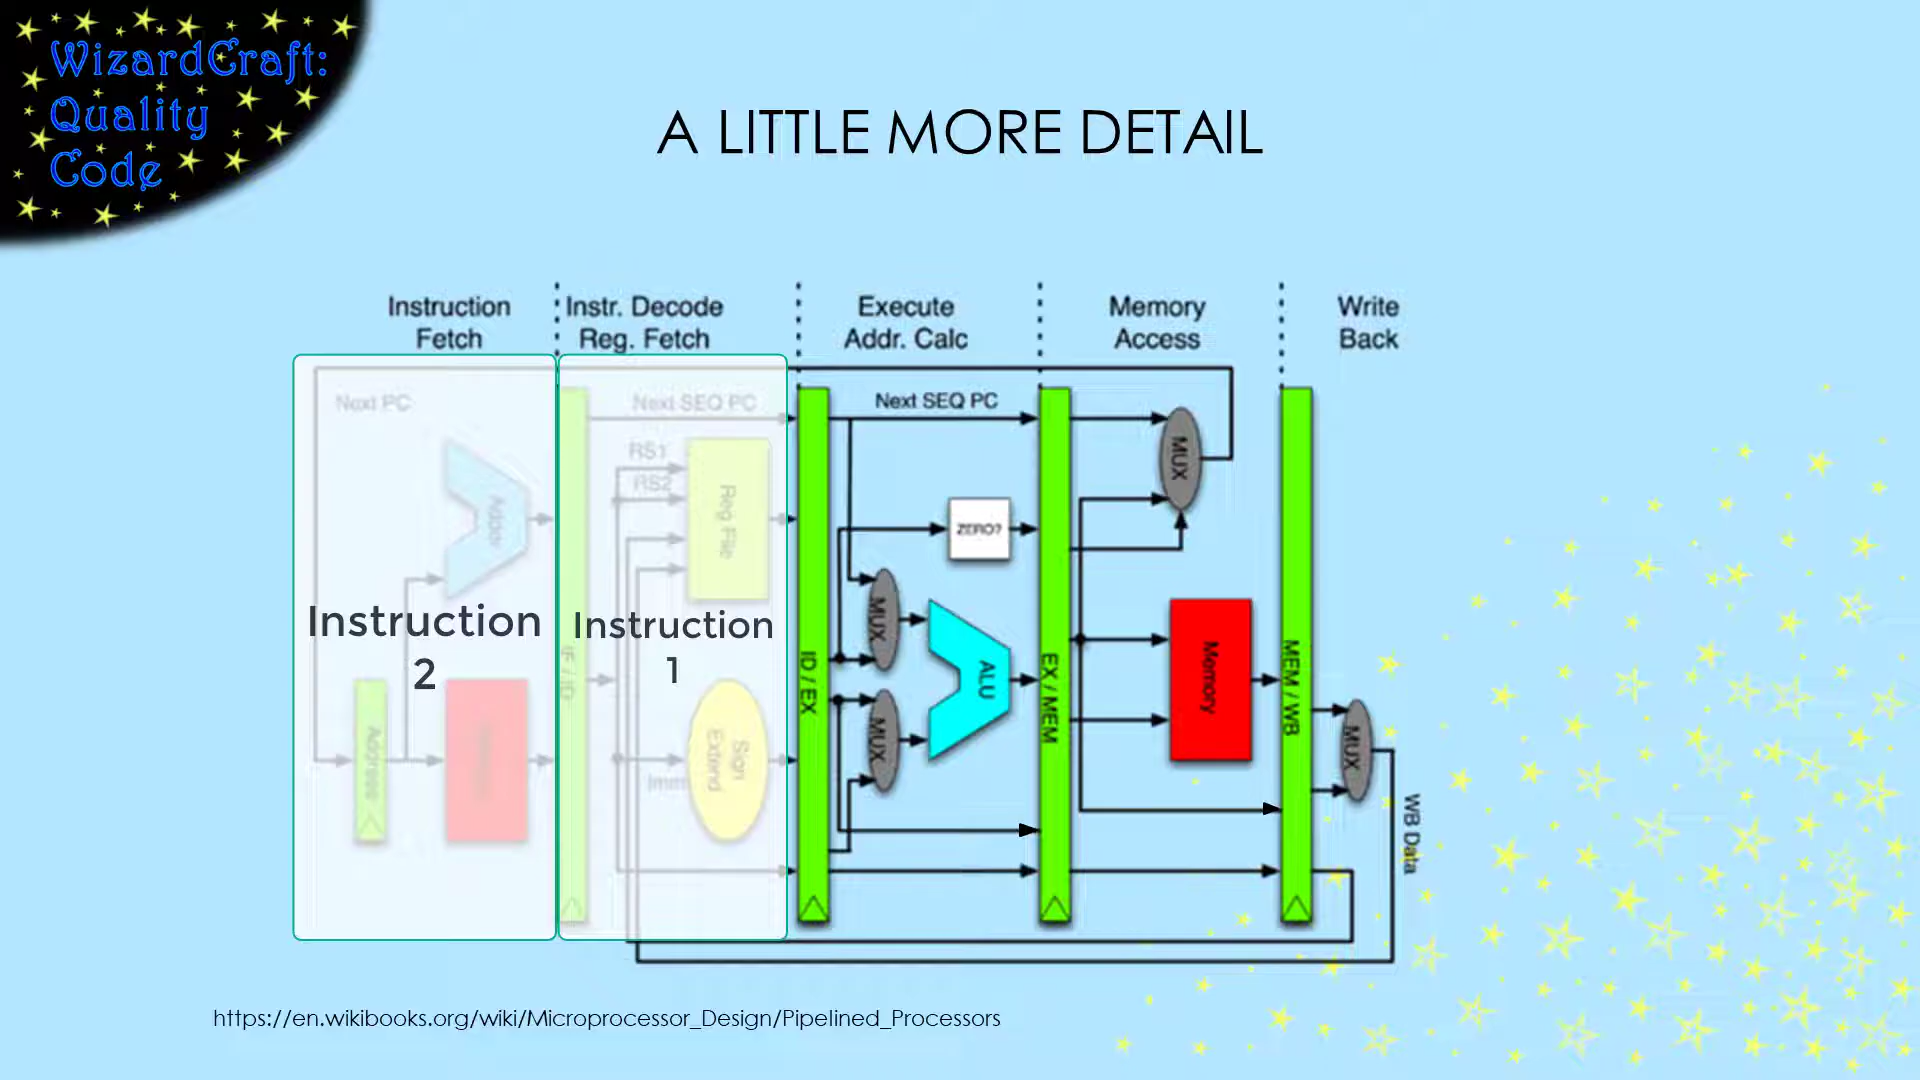 WizardCraft:
Quality
Code
A LITTLE MORE DETAIL
Instruction
Fetch
Instr. Decode
Reg. Fetch
Execute
Addr. Calc
Memory
Access
Write
Back
Next PC
Next SEQ PC
Next SEQ PC
RS1
RS2
Reg File
MUX
ZERO?
Addr
Instruction
2
Instruction
1
IF / ID
ID / EX
MUX
ALU
EX / MEM
Memory
MEM / WB
MUX
MUX
Address
Sign
Extend
Imm
WB Data
https://en.wikibooks.org/wiki/Microprocessor_Design/Pipelined_Processors